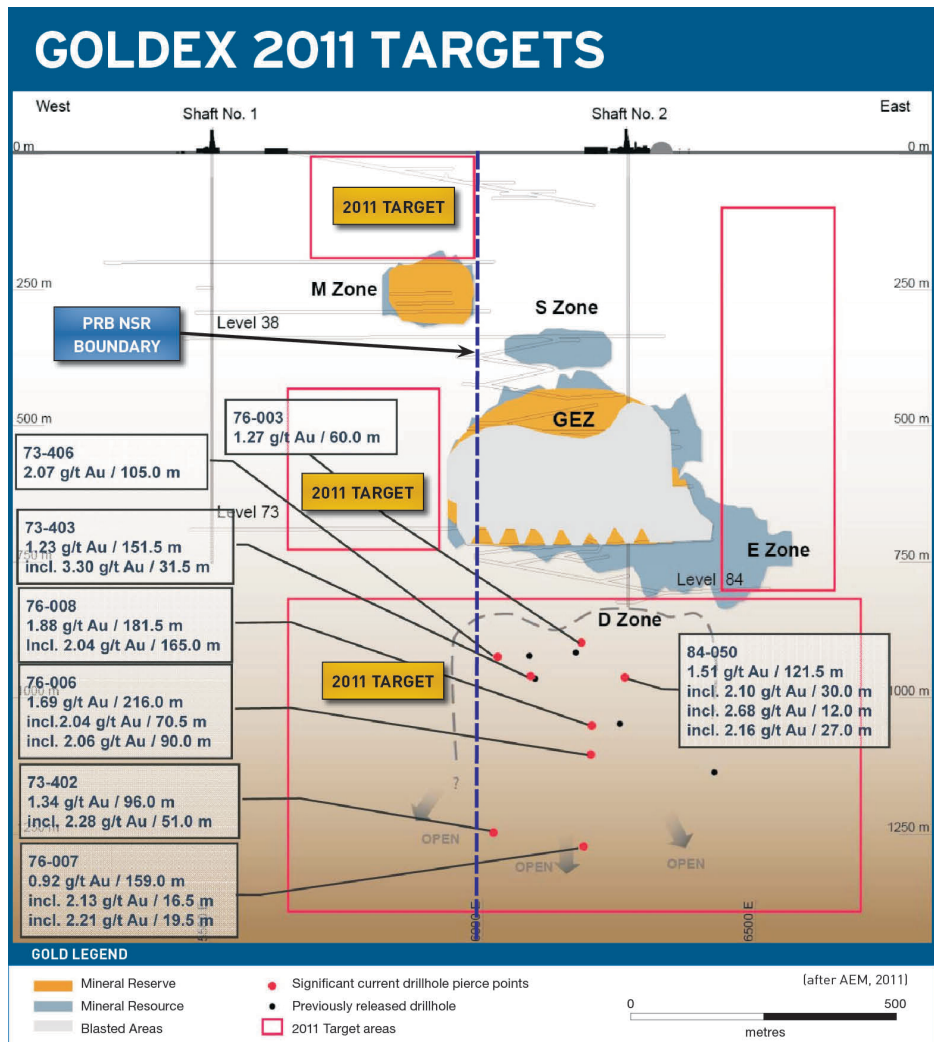 GOLDEX 2011 TARGETS
West
East
Shaft No. 1
Shaft No. 2
0 m
0 m
2011 TARGET
250 m
250 m
M Zone
S Zone
Level 38
PRB NSR
BOUNDARY
500 m
500 m
76-003
1.27 g/t Au / 60.0 m
GEZ
73-406
2.07 g/t Au / 105.0 m
2011 TARGET
Level 73
73-403
1.23 g/t Au / 151.5 m
incl. 3.30 g/t Au / 31.5 m
750 m
750 m
E Zone
Level 84
76-008
1.88 g/t Au / 181.5 m
Incl. 2.04 g/t Au / 165.0 m
D Zone
84-050
1.51 g/t Au / 121.5 m
incl. 2.10 g/t Au / 30.0 m
incl. 2.68 g/t Au / 12.0 m
incl. 2.16 g/t Au / 27.0 m
2011 TARGET
76-006
1.69 g/t Au / 216.0 m
incl.2.04 g/t Au / 70.5 m
incl. 2.06 g/t Au / 90.0 m
1000 m
1000 m
73-402
1.34 g/t Au / 96.0 m
incl. 2.28 g/t Au / 51.0 m
?
1250 m
1250 m
OPEN
OPEN
OPEN
76-007
0.92 g/t Au / 159.0 m
incl. 2.13 g/t Au / 16.5 m
incl. 2.21 g/t Au / 19.5 m
5500 E
6000 E
6500 E
GOLD LEGEND
Mineral Reserve
Mineral Resource
Blasted Areas
Significant current drillhole pierce points
Previously released drillhole
2011 Target areas
(after AEM, 2011)
0
500
metres